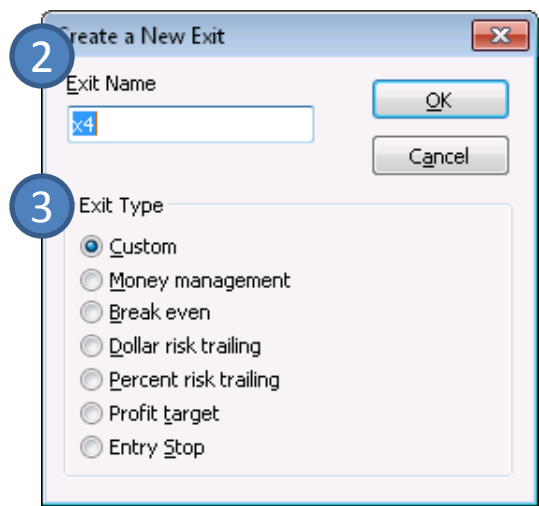 2
Create a New Exit
Exit Name
x4
OK
Cancel
3
Exit Type
Custom
Money management
Break even
Dollar risk trailing
Percent risk trailing
Profit target
Entry Stop